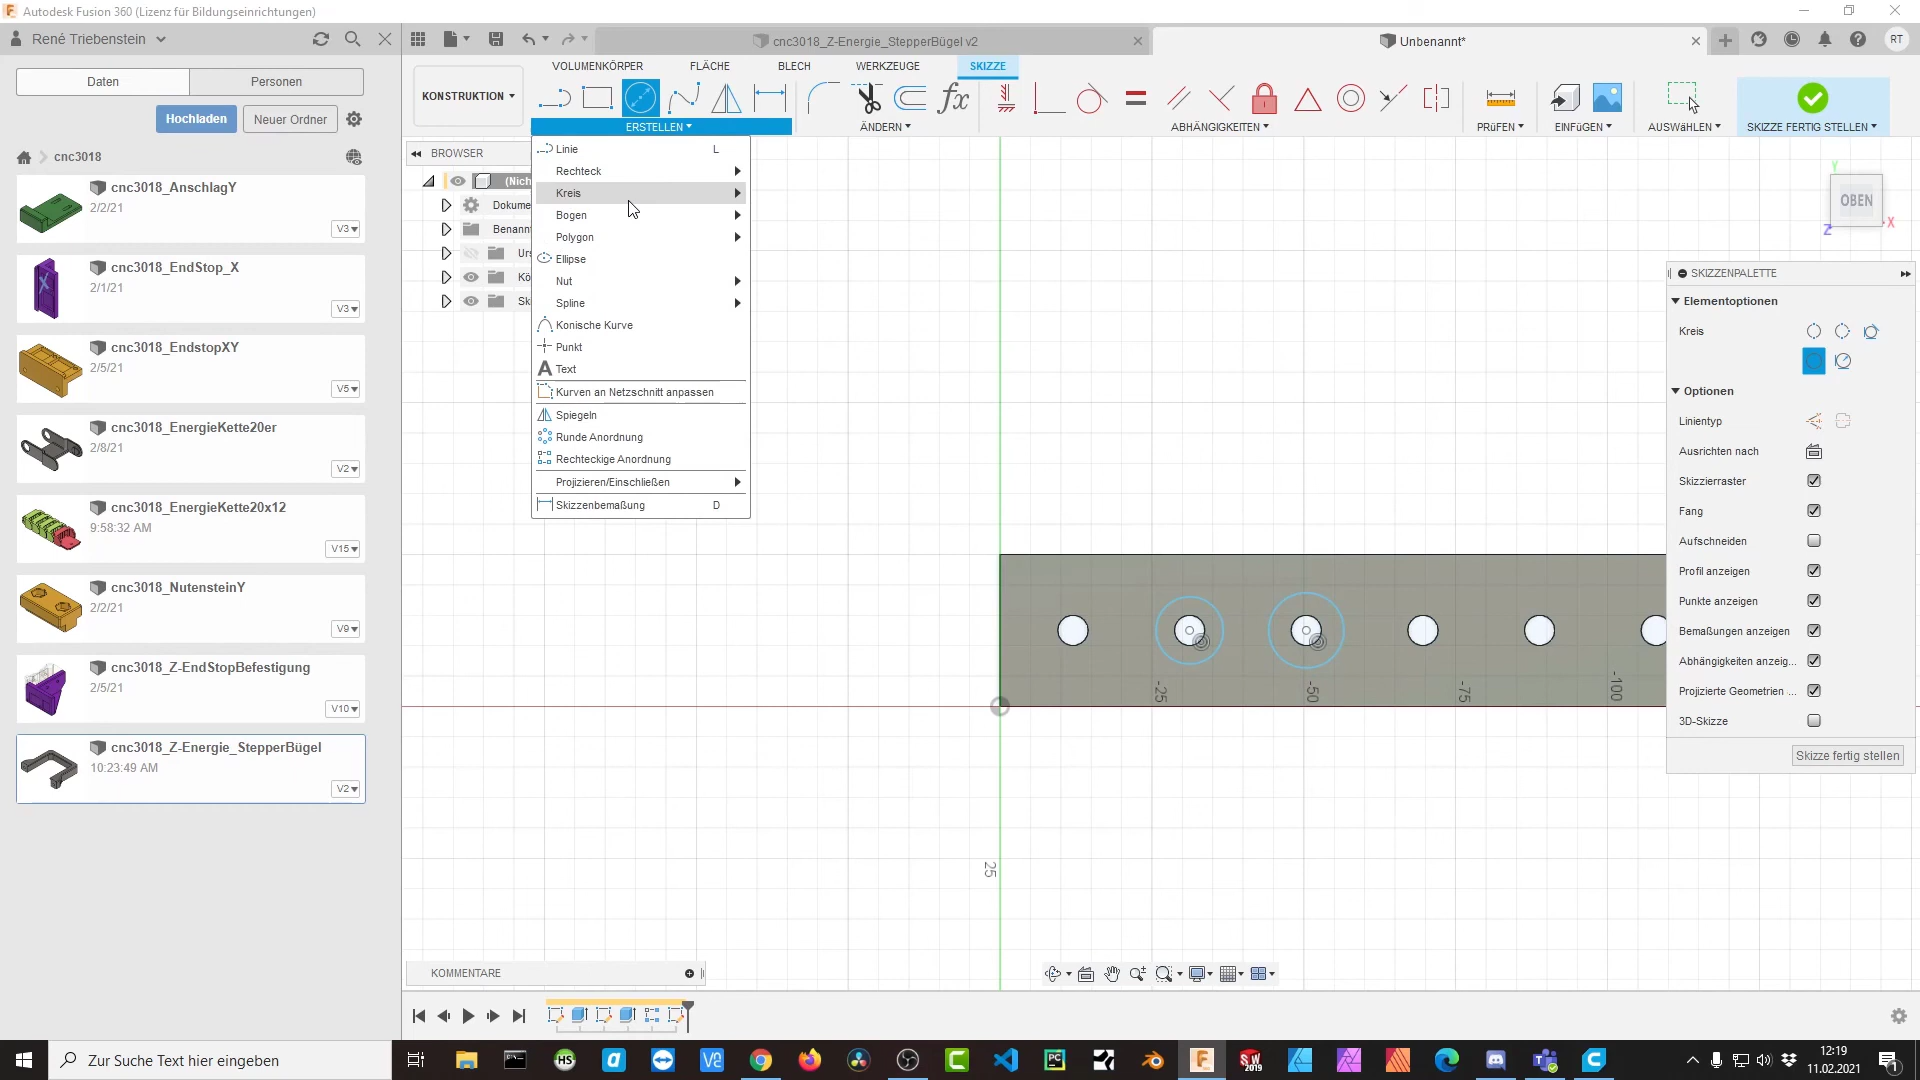 Autodesk Fusion 360 (Lizenz für Bildungseinrichtungen)
René Triebenstein
cnc3018_Z-Energie_StepperBügel v2
Unbenannt*
RT
Daten
Personen
Hochladen
Neuer Ordner
cnc3018
cnc3018_AnschlagY
2/2/21
V3
cnc3018_EndStop_X
2/1/21
V3
cnc3018_EndstopXY
2/5/21
V5
cnc3018_EnergieKette20er
2/8/21
V2
cnc3018_EnergieKette20x12
9:58:32 AM
V15
cnc3018_NutensteinY
2/2/21
V9
cnc3018_Z-EndStopBefestigung
2/5/21
V10
cnc3018_Z-Energie_StepperBügel
10:23:49 AM
V2
VOLUMENKÖRPER
FLÄCHE
BLECH
WERKZEUGE
SKIZZE
KONSTRUKTION
ERSTELLEN
ÄNDERN
ABHÄNGIGKEITEN
PRÜFEN
EINFÜGEN
AUSWÄHLEN
SKIZZE FERTIG STELLEN
BROWSER
(Nich
Dokume
Benann
Urs
Kö
Sk
Linie L
Rechteck
Kreis
Bogen
Polygon
Ellipse
Nut
Spline
Konische Kurve
Punkt
Text
Kurven an Netzschnitt anpassen
Spiegeln
Runde Anordnung
Rechteckige Anordnung
Projizieren/Einschließen
Skizzenbemaßung D
OBEN
Y
X
Z
SKIZZENPALETTE
Elementoptionen
Kreis
Optionen
Linientyp
Ausrichten nach
Skizzierraster
Fang
Aufschneiden
Profil anzeigen
Punkte anzeigen
Bemaßungen anzeigen
Abhängigkeiten anzeig...
Projizierte Geometrien ...
3D-Skizze
Skizze fertig stellen
-25
-50
-75
-100
25
KOMMENTARE
Zur Suche Text hier eingeben
12:19
11.02.2021